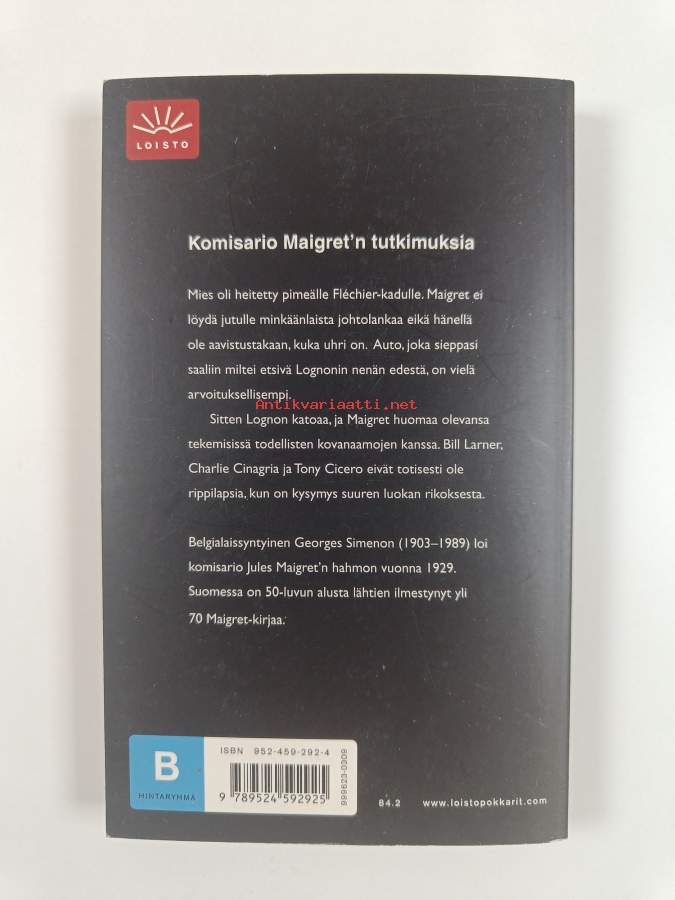 LOISTO
Komisario Maigret'n tutkimuksia
Mies oli heitetty pimeälle Fléchier-kadulle. Maigret ei
löydä jutulle minkäänlaista johtolankaa eikä hänellä
ole aavistustakaan, kuka uhri on. Auto, joka sieppasi
saaliin miltei etsivä Lognonin nenän edestä, on vielä
arvoituksellisempi.
Antikvariaatti.net
Sitten Lognon katoaa, ja Maigret huomaa olevansa
tekemisissä todellisten kovanaamojen kanssa. Bill Larner,
Charlie Cinagria ja Tony Cicero eivät totisesti ole
rippilapsia, kun on kysymys suuren luokan rikoksesta.
Belgialaissyntyinen Georges Simenon (1903–1989) loi
komisario Jules Maigret'n hahmon vuonna 1929.
Suomessa on 50-luvun alusta lähtien ilmestynyt yli
70 Maigret-kirjaa.
B
HINTARYHMÄ
ISBN 952-459-292-4
9 789524 592925
999623-0309
84.2 www.loistopokkarit.com